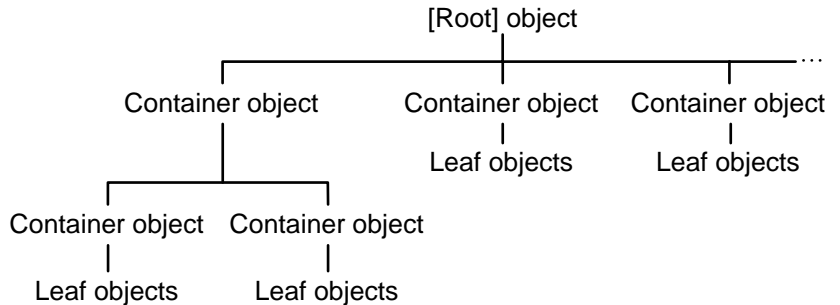 [Root] object
...
Container object Container object Container object
Leaf objects Leaf objects
Container object Container object
Leaf objects Leaf objects